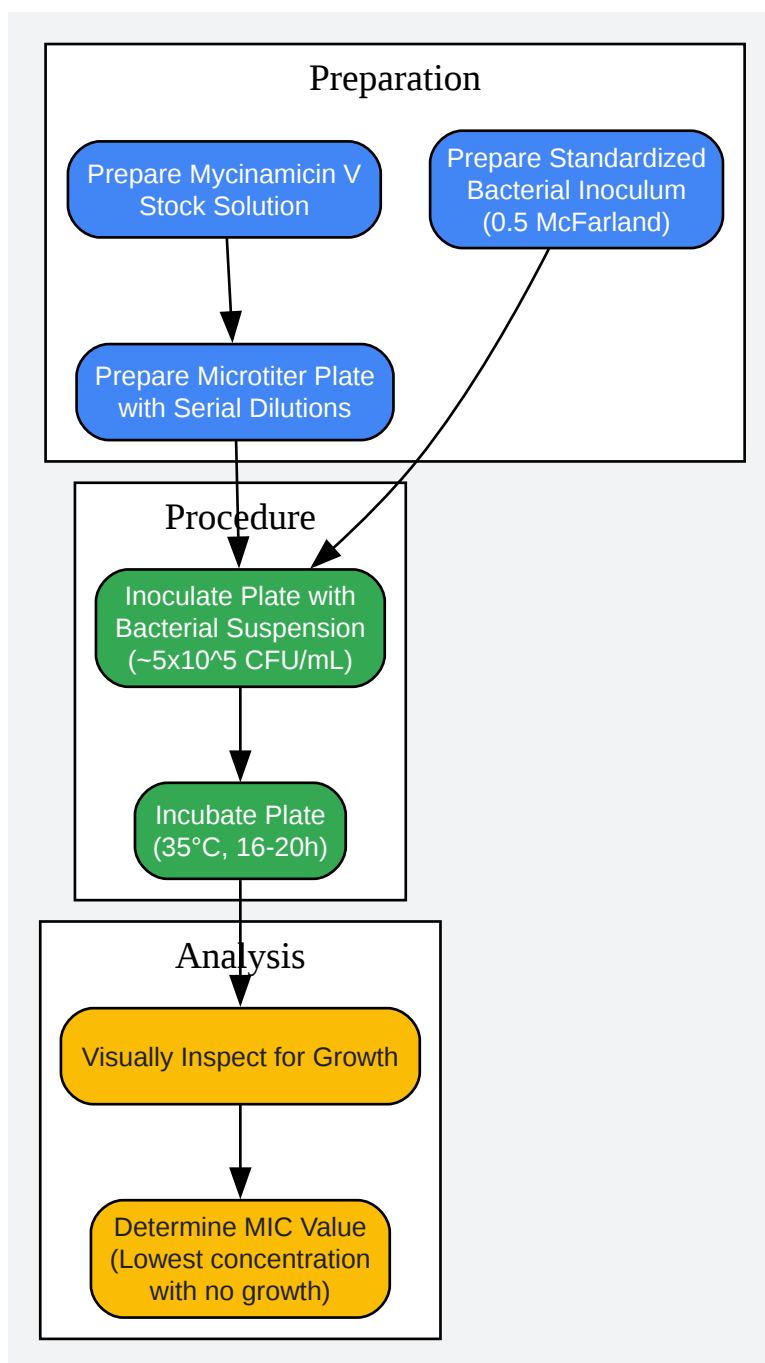 Preparation
Prepare Mycinamicin V
Stock Solution
Prepare Standardized
Bacterial Inoculum
(0.5 McFarland)
Prepare Microtiter Plate
with Serial Dilutions
Procedure
Inoculate Plate with
Bacterial Suspension
(~5x10^5 CFU/mL)
Incubate Plate
(35°C, 16-20h)
Analysis
Visually Inspect for Growth
Determine MIC Value
(Lowest concentration
with no growth)